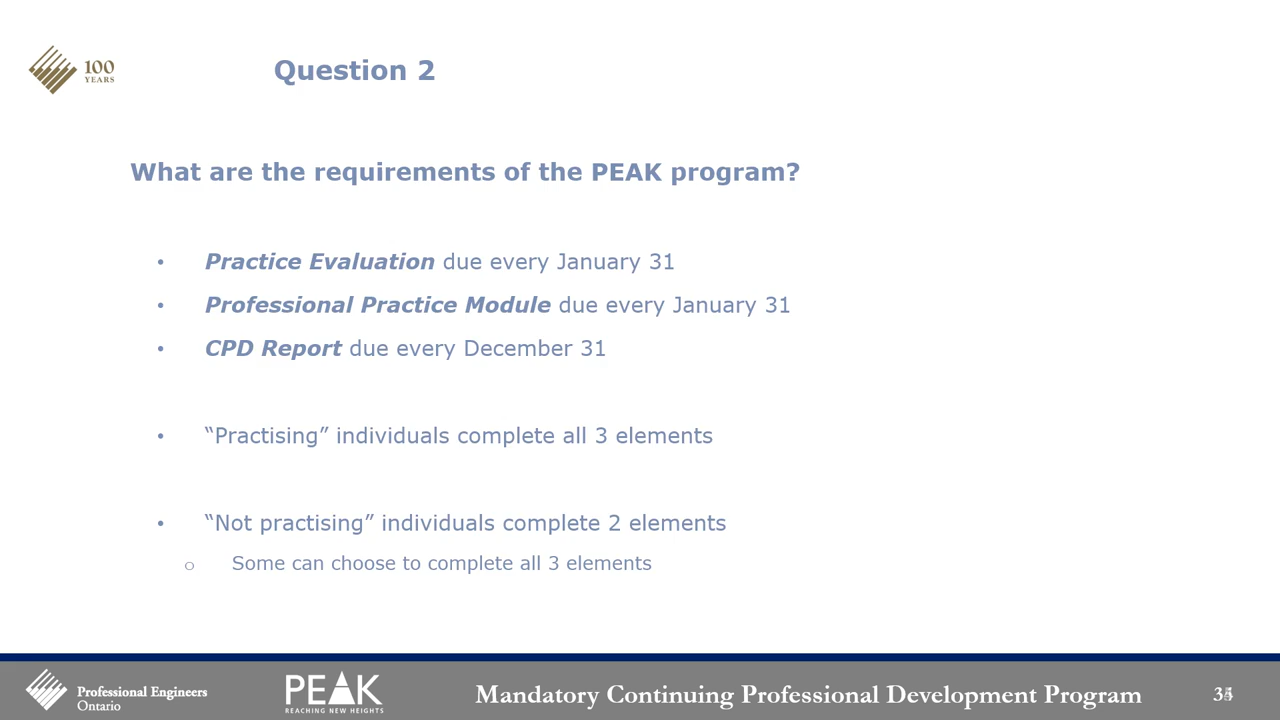 100
YEARS
Question 2
What are the requirements of the PEAK program?
• Practice Evaluation due every January 31
• Professional Practice Module due every January 31
• CPD Report due every December 31
• “Practising” individuals complete all 3 elements
• “Not practising” individuals complete 2 elements
o Some can choose to complete all 3 elements
Professional Engineers
Ontario
PEAK
REACHING NEW HEIGHTS
Mandatory Continuing Professional Development Program